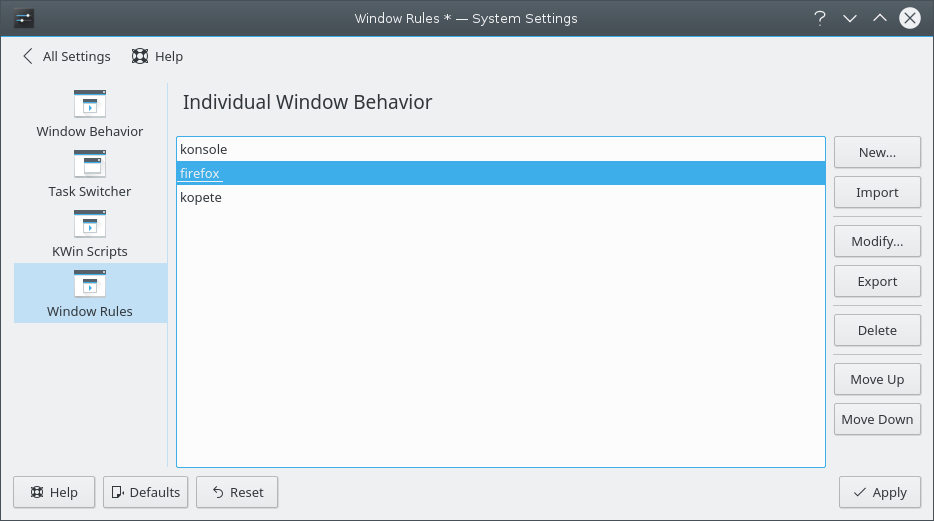 Window Rules * — System Settings
?
All Settings Help
Window Behavior
Task Switcher
KWin Scripts
Window Rules
Individual Window Behavior
konsole
firefox
kopete
New...
Import
Modify...
Export
Delete
Move Up
Move Down
Help Defaults Reset Apply